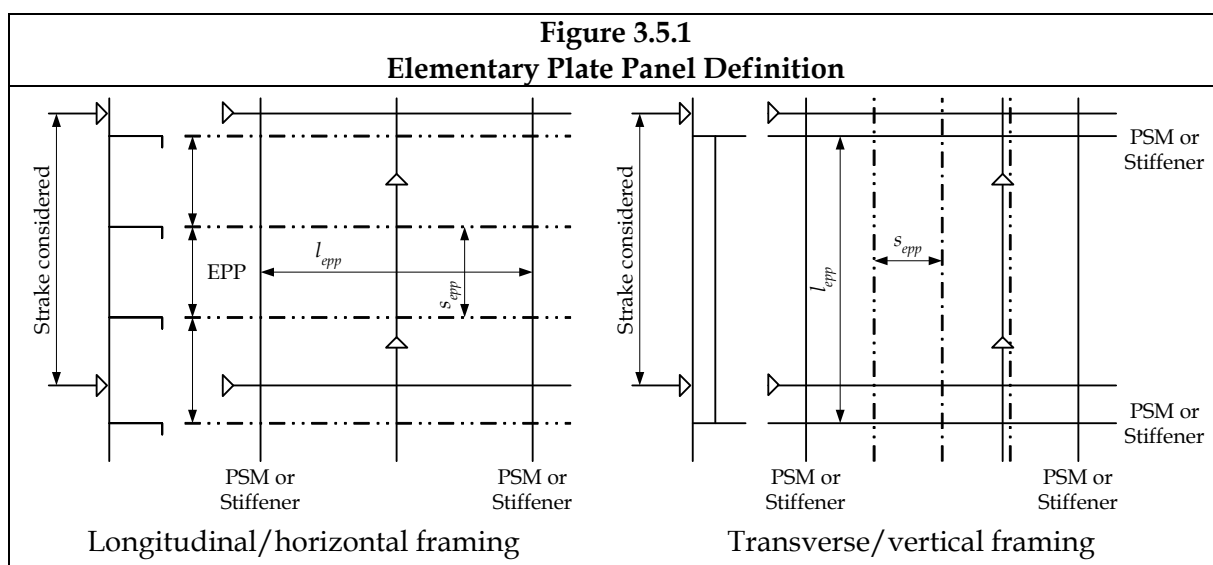 Figure 3.5.1
Elementary Plate Panel Definition
Strake considered
EPP
l_epp
s_epp
PSM or
Stiffener
PSM or
Stiffener
Longitudinal/horizontal framing
Strake considered
l_epp
s_epp
PSM or
Stiffener
PSM or
Stiffener
PSM or
Stiffener
PSM or
Stiffener
Transverse/vertical framing